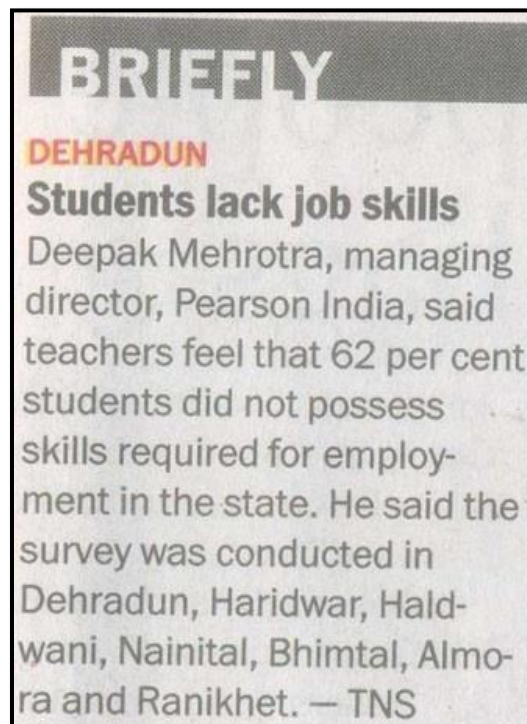 BRIEFLY
DEHRADUN
Students lack job skills
Deepak Mehrotra, managing
director, Pearson India, said
teachers feel that 62 per cent
students did not possess
skills required for employ-
ment in the state. He said the
survey was conducted in
Dehradun, Haridwar, Hald-
wani, Nainital, Bhimtal, Almo-
ra and Ranikhet. — TNS